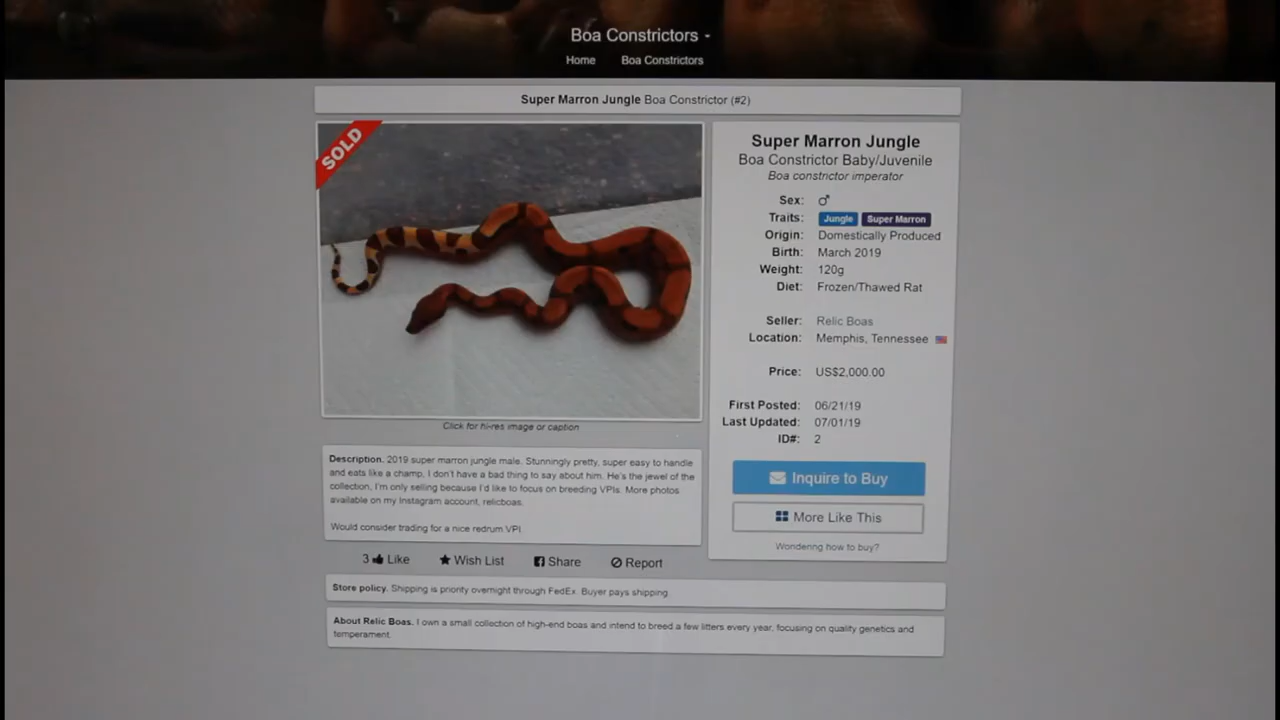 Boa Constrictors
Home Boa Constrictors
Super Marron Jungle Boa Constrictor (#2)
SOLD
Click for hi-res image or caption
Description. 2019 super marron jungle male. Stunningly pretty, super easy to handle
and eats like a champ. I don't have a bad thing to say about him. He's the jewel of the
collection, I'm only selling because I'd like to focus on breeding VPIs. More photos
available on my Instagram account, relicboas.
Would consider trading for a nice redrum VPI.
3 Like Wish List Share Report
Super Marron Jungle
Boa Constrictor Baby/Juvenile
Boa constrictor imperator
Sex: ♂
Traits: Jungle Super Marron
Origin: Domestically Produced
Birth: March 2019
Weight: 120g
Diet: Frozen/Thawed Rat
Seller: Relic Boas
Location: Memphis, Tennessee
Price: US$2,000.00
First Posted: 06/21/19
Last Updated: 07/01/19
ID#: 2
Inquire to Buy
More Like This
Wondering how to buy?
Store policy. Shipping is priority overnight through FedEx. Buyer pays shipping.
About Relic Boas. I own a small collection of high-end boas and intend to breed a few litters every year, focusing on quality genetics and
temperament.